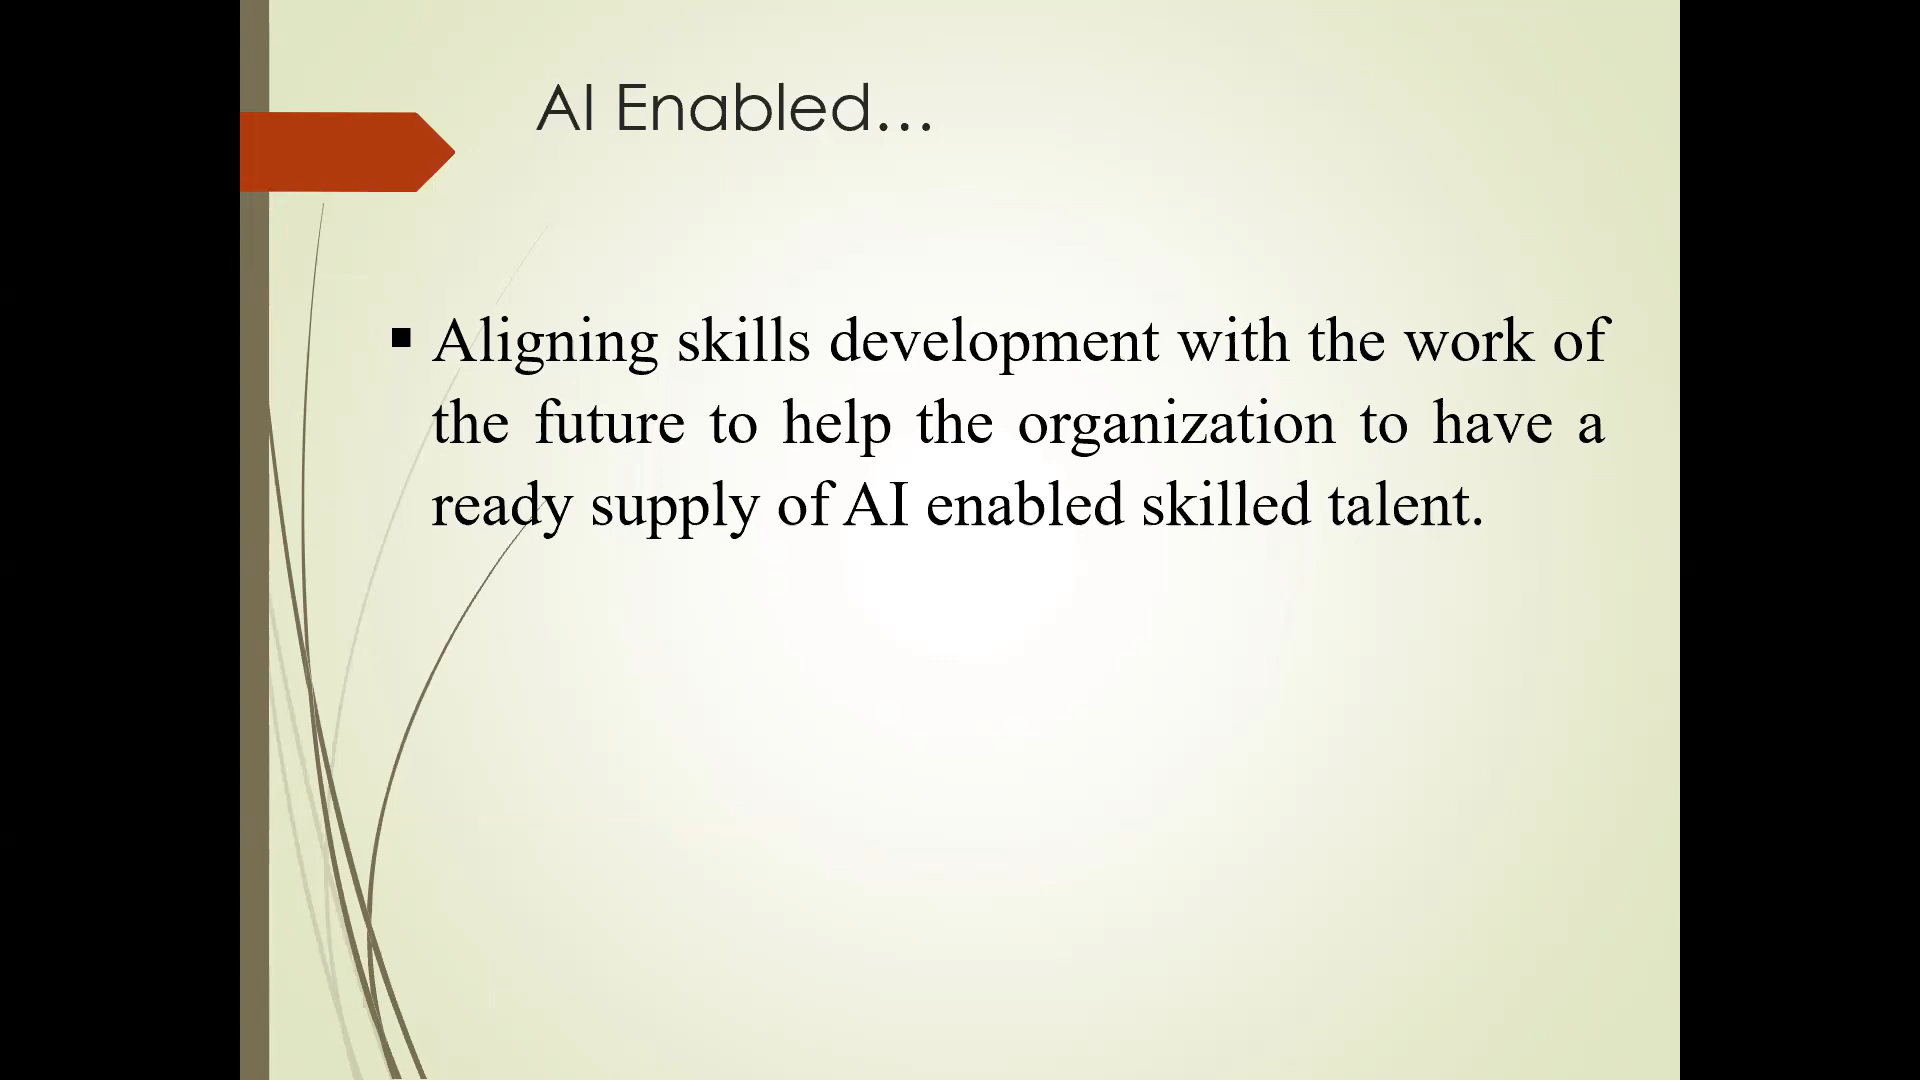 AI Enabled…
▪ Aligning skills development with the work of
the future to help the organization to have a
ready supply of AI enabled skilled talent.